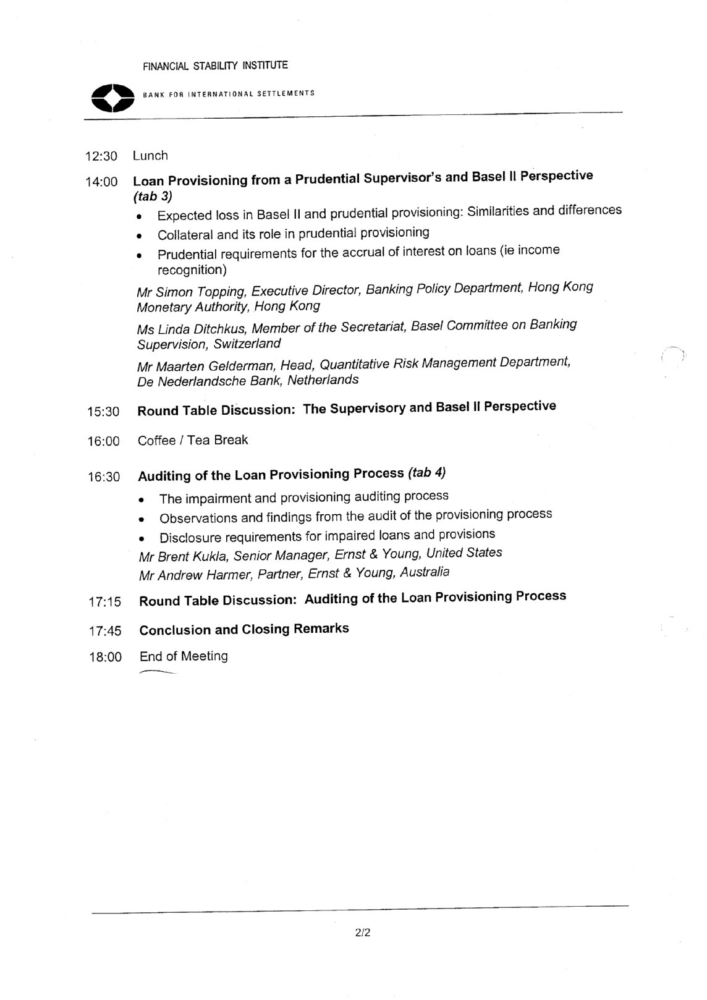 FINANCIAL STABILITY INSTITUTE
BANK FOR INTERNATIONAL SETTLEMENTS
12:30 Lunch
14:00 Loan Provisioning from a Prudential Supervisor's and Basel II Perspective
(tab 3)
• Expected loss in Basel II and prudential provisioning: Similarities and differences
• Collateral and its role in prudential provisioning
• Prudential requirements for the accrual of interest on loans (ie income
recognition)
Mr Simon Topping, Executive Director, Banking Policy Department, Hong Kong
Monetary Authority, Hong Kong
Ms Linda Ditchkus, Member of the Secretariat, Basel Committee on Banking
Supervision, Switzerland
Mr Maarten Gelderman, Head, Quantitative Risk Management Department,
De Nederlandsche Bank, Netherlands
15:30 Round Table Discussion: The Supervisory and Basel II Perspective
16:00 Coffee / Tea Break
16:30 Auditing of the Loan Provisioning Process (tab 4)
• The impairment and provisioning auditing process
• Observations and findings from the audit of the provisioning process
• Disclosure requirements for impaired loans and provisions
Mr Brent Kukla, Senior Manager, Ernst & Young, United States
Mr Andrew Harmer, Partner, Ernst & Young, Australia
17:15 Round Table Discussion: Auditing of the Loan Provisioning Process
17:45 Conclusion and Closing Remarks
18:00 End of Meeting
2/2